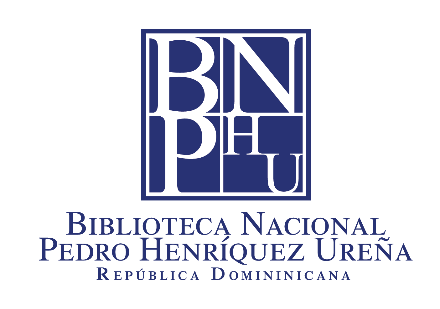 BN
PHU
BIBLIOTECA NACIONAL
PEDRO HENRÍQUEZ UREÑA
REPÚBLICA DOMININICANA